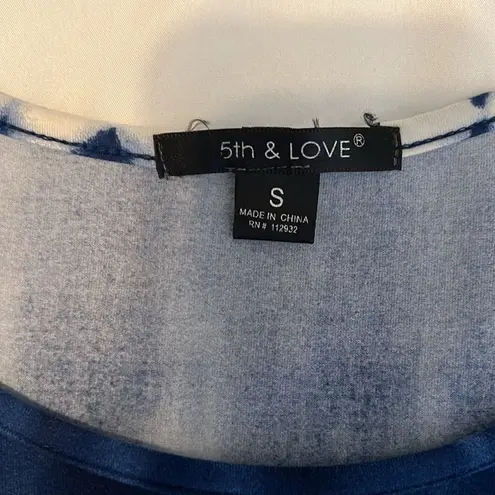 5th & LOVE®
S
MADE IN CHINA
RN# 112932